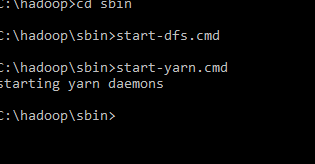 C:\hadoop>cd sbin
C:\hadoop\sbin>start-dfs.cmd
C:\hadoop\sbin>start-yarn.cmd
starting yarn daemons
C:\hadoop\sbin>